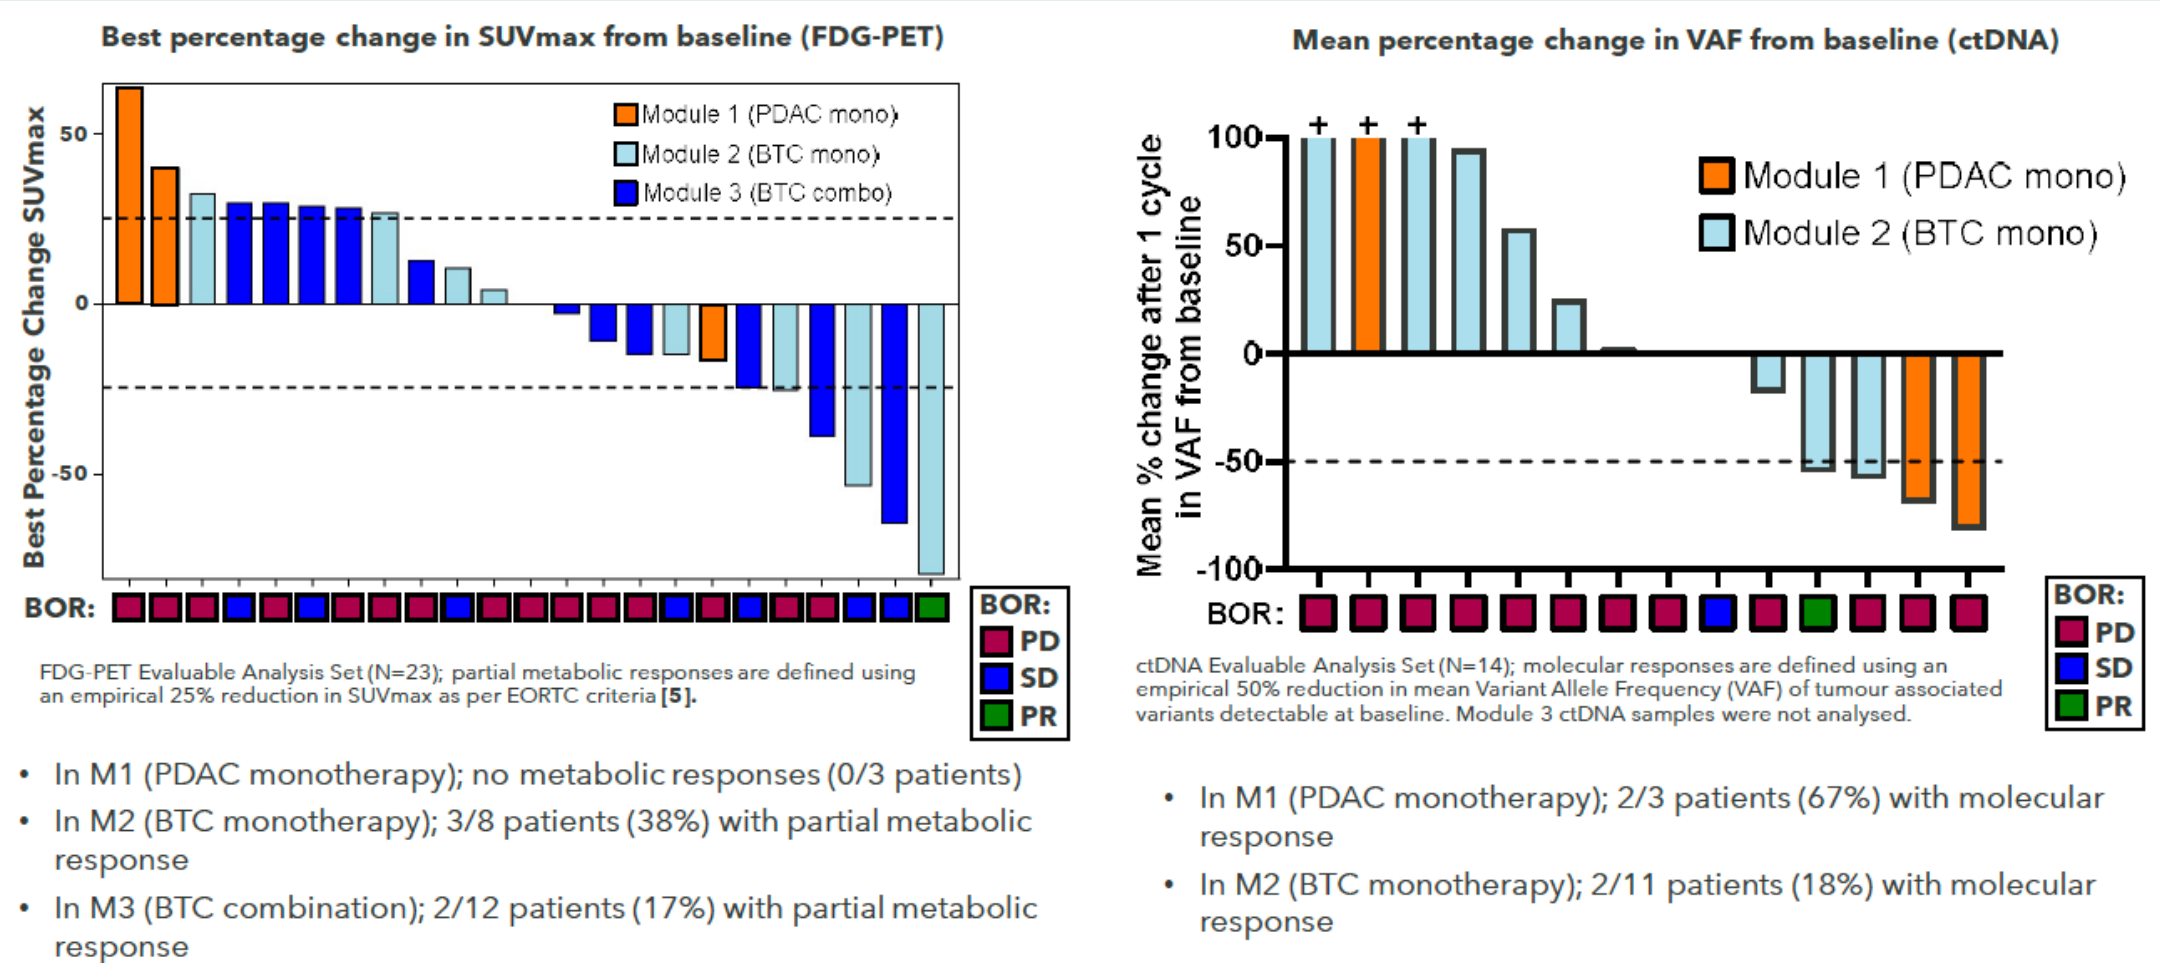 Best percentage change in SUVmax from baseline (FDG-PET)
Best Percentage Change SUVmax
50
0
-50
Module 1 (PDAC mono)
Module 2 (BTC mono)
Module 3 (BTC combo)
BOR:
BOR:
PD
SD
PR
FDG-PET Evaluable Analysis Set (N=23); partial metabolic responses are defined using
an empirical 25% reduction in SUVmax as per EORTC criteria [5].
• In M1 (PDAC monotherapy); no metabolic responses (0/3 patients)
• In M2 (BTC monotherapy); 3/8 patients (38%) with partial metabolic
response
• In M3 (BTC combination); 2/12 patients (17%) with partial metabolic
response
Mean percentage change in VAF from baseline (ctDNA)
Mean % change after 1 cycle
in VAF from baseline
100
50
0
-50
-100
+ + +
Module 1 (PDAC mono)
Module 2 (BTC mono)
BOR:
BOR:
PD
SD
PR
ctDNA Evaluable Analysis Set (N=14); molecular responses are defined using an
empirical 50% reduction in mean Variant Allele Frequency (VAF) of tumour associated
variants detectable at baseline. Module 3 ctDNA samples were not analysed.
• In M1 (PDAC monotherapy); 2/3 patients (67%) with molecular
response
• In M2 (BTC monotherapy); 2/11 patients (18%) with molecular
response